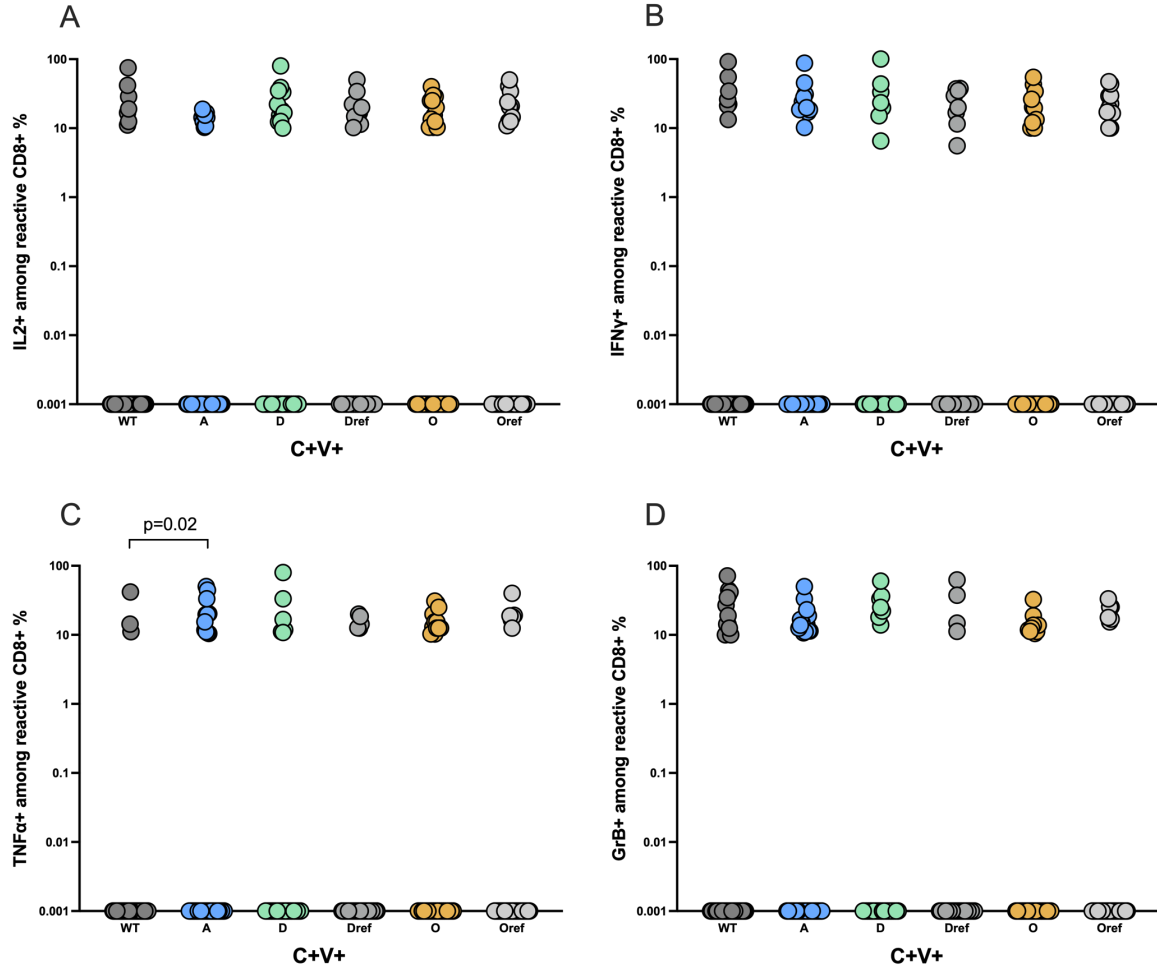 A
IL2+ among reactive CD8+ %
100
10
1
0.1
0.01
0.001
WT A D Dref O Oref
C+V+
B
IFNγ+ among reactive CD8+ %
100
10
1
0.1
0.01
0.001
WT A D Dref O Oref
C+V+
C
p=0.02
TNFα+ among reactive CD8+ %
100
10
1
0.1
0.01
0.001
WT A D Dref O Oref
C+V+
D
GrB+ among reactive CD8+ %
100
10
1
0.1
0.01
0.001
WT A D Dref O Oref
C+V+